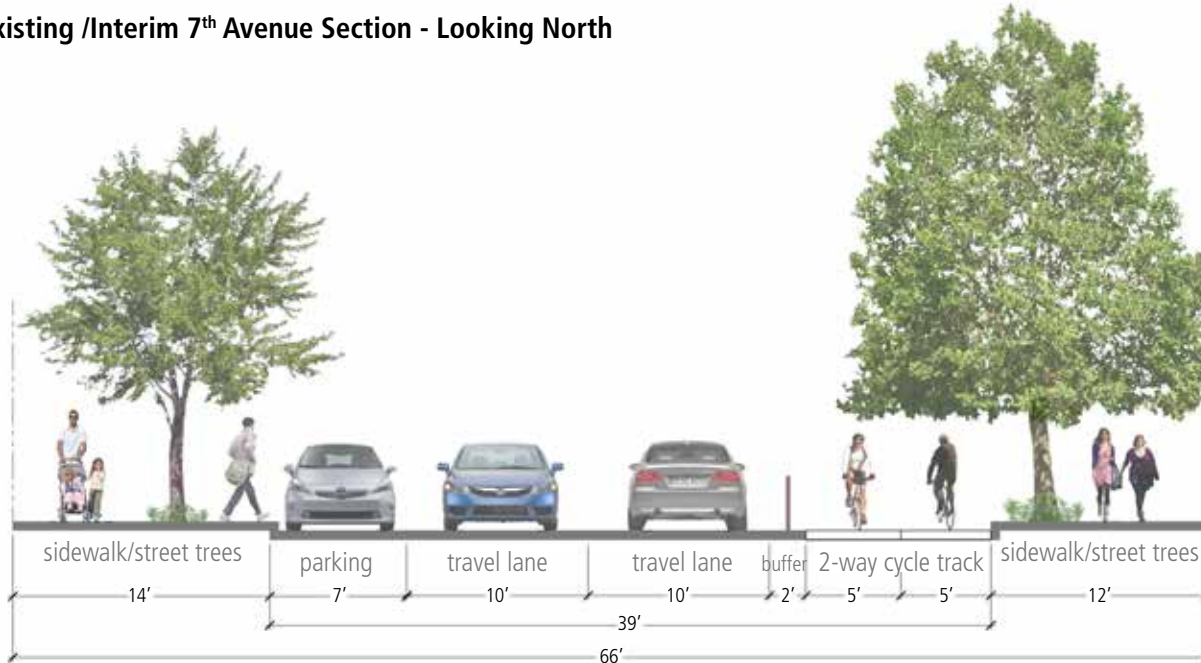 xisting /Interim 7th Avenue Section - Looking North
sidewalk/street trees
parking
travel lane
travel lane
buffer
2-way cycle track
sidewalk/street trees
14’
7’
10’
10’
2’
5’
5’
12’
39’
66’